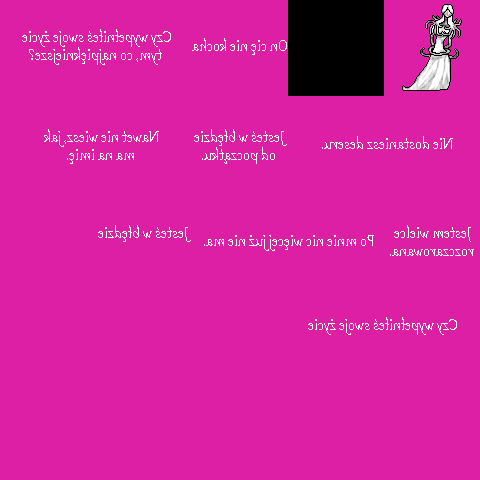 On cię nie kocha.
Czy wypełniłeś swoje życie
tym, co najpiękniejsze?
Nie dostaniesz deseru.
Jesteś w błędzie
od początku.
Nawet nie wiesz, jak
ma na imię.
Jestem wielce
rozczarowana.
Po mnie nic więcej już nie ma.
Jesteś w błędzie
Czy wypełniłeś swoje życie